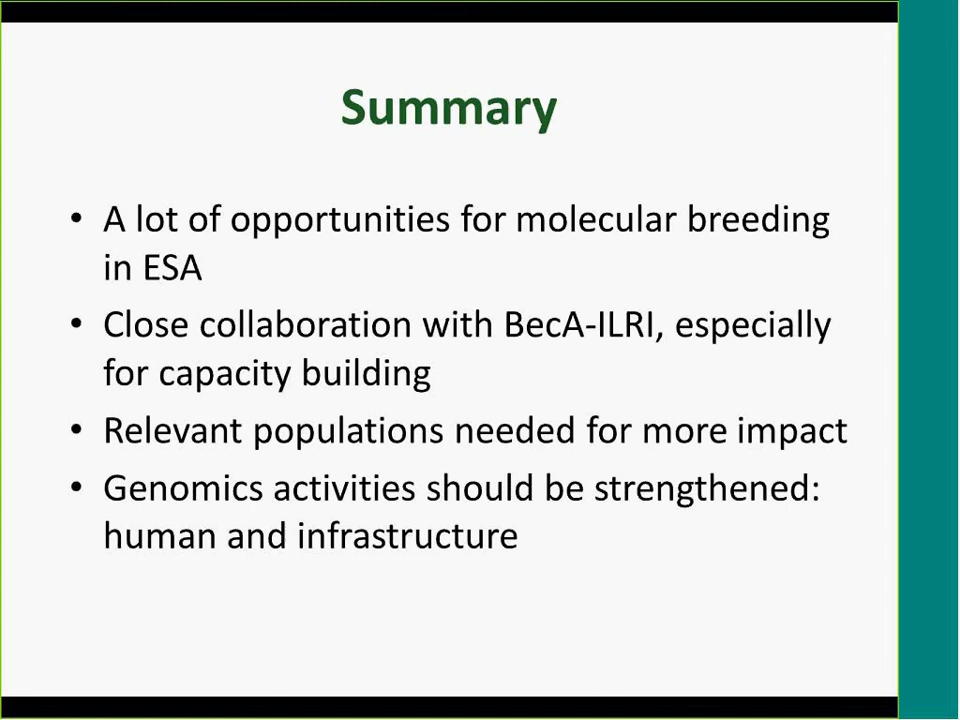 Summary
• A lot of opportunities for molecular breeding
in ESA
• Close collaboration with BecA-ILRI, especially
for capacity building
• Relevant populations needed for more impact
• Genomics activities should be strengthened:
human and infrastructure